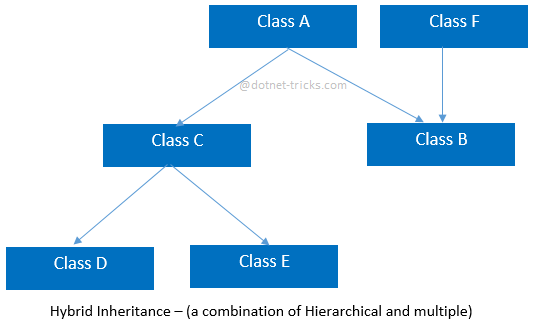 Class A
Class F
@dotnet-tricks.com
Class C
Class B
Class D
Class E
Hybrid Inheritance – (a combination of Hierarchical and multiple)